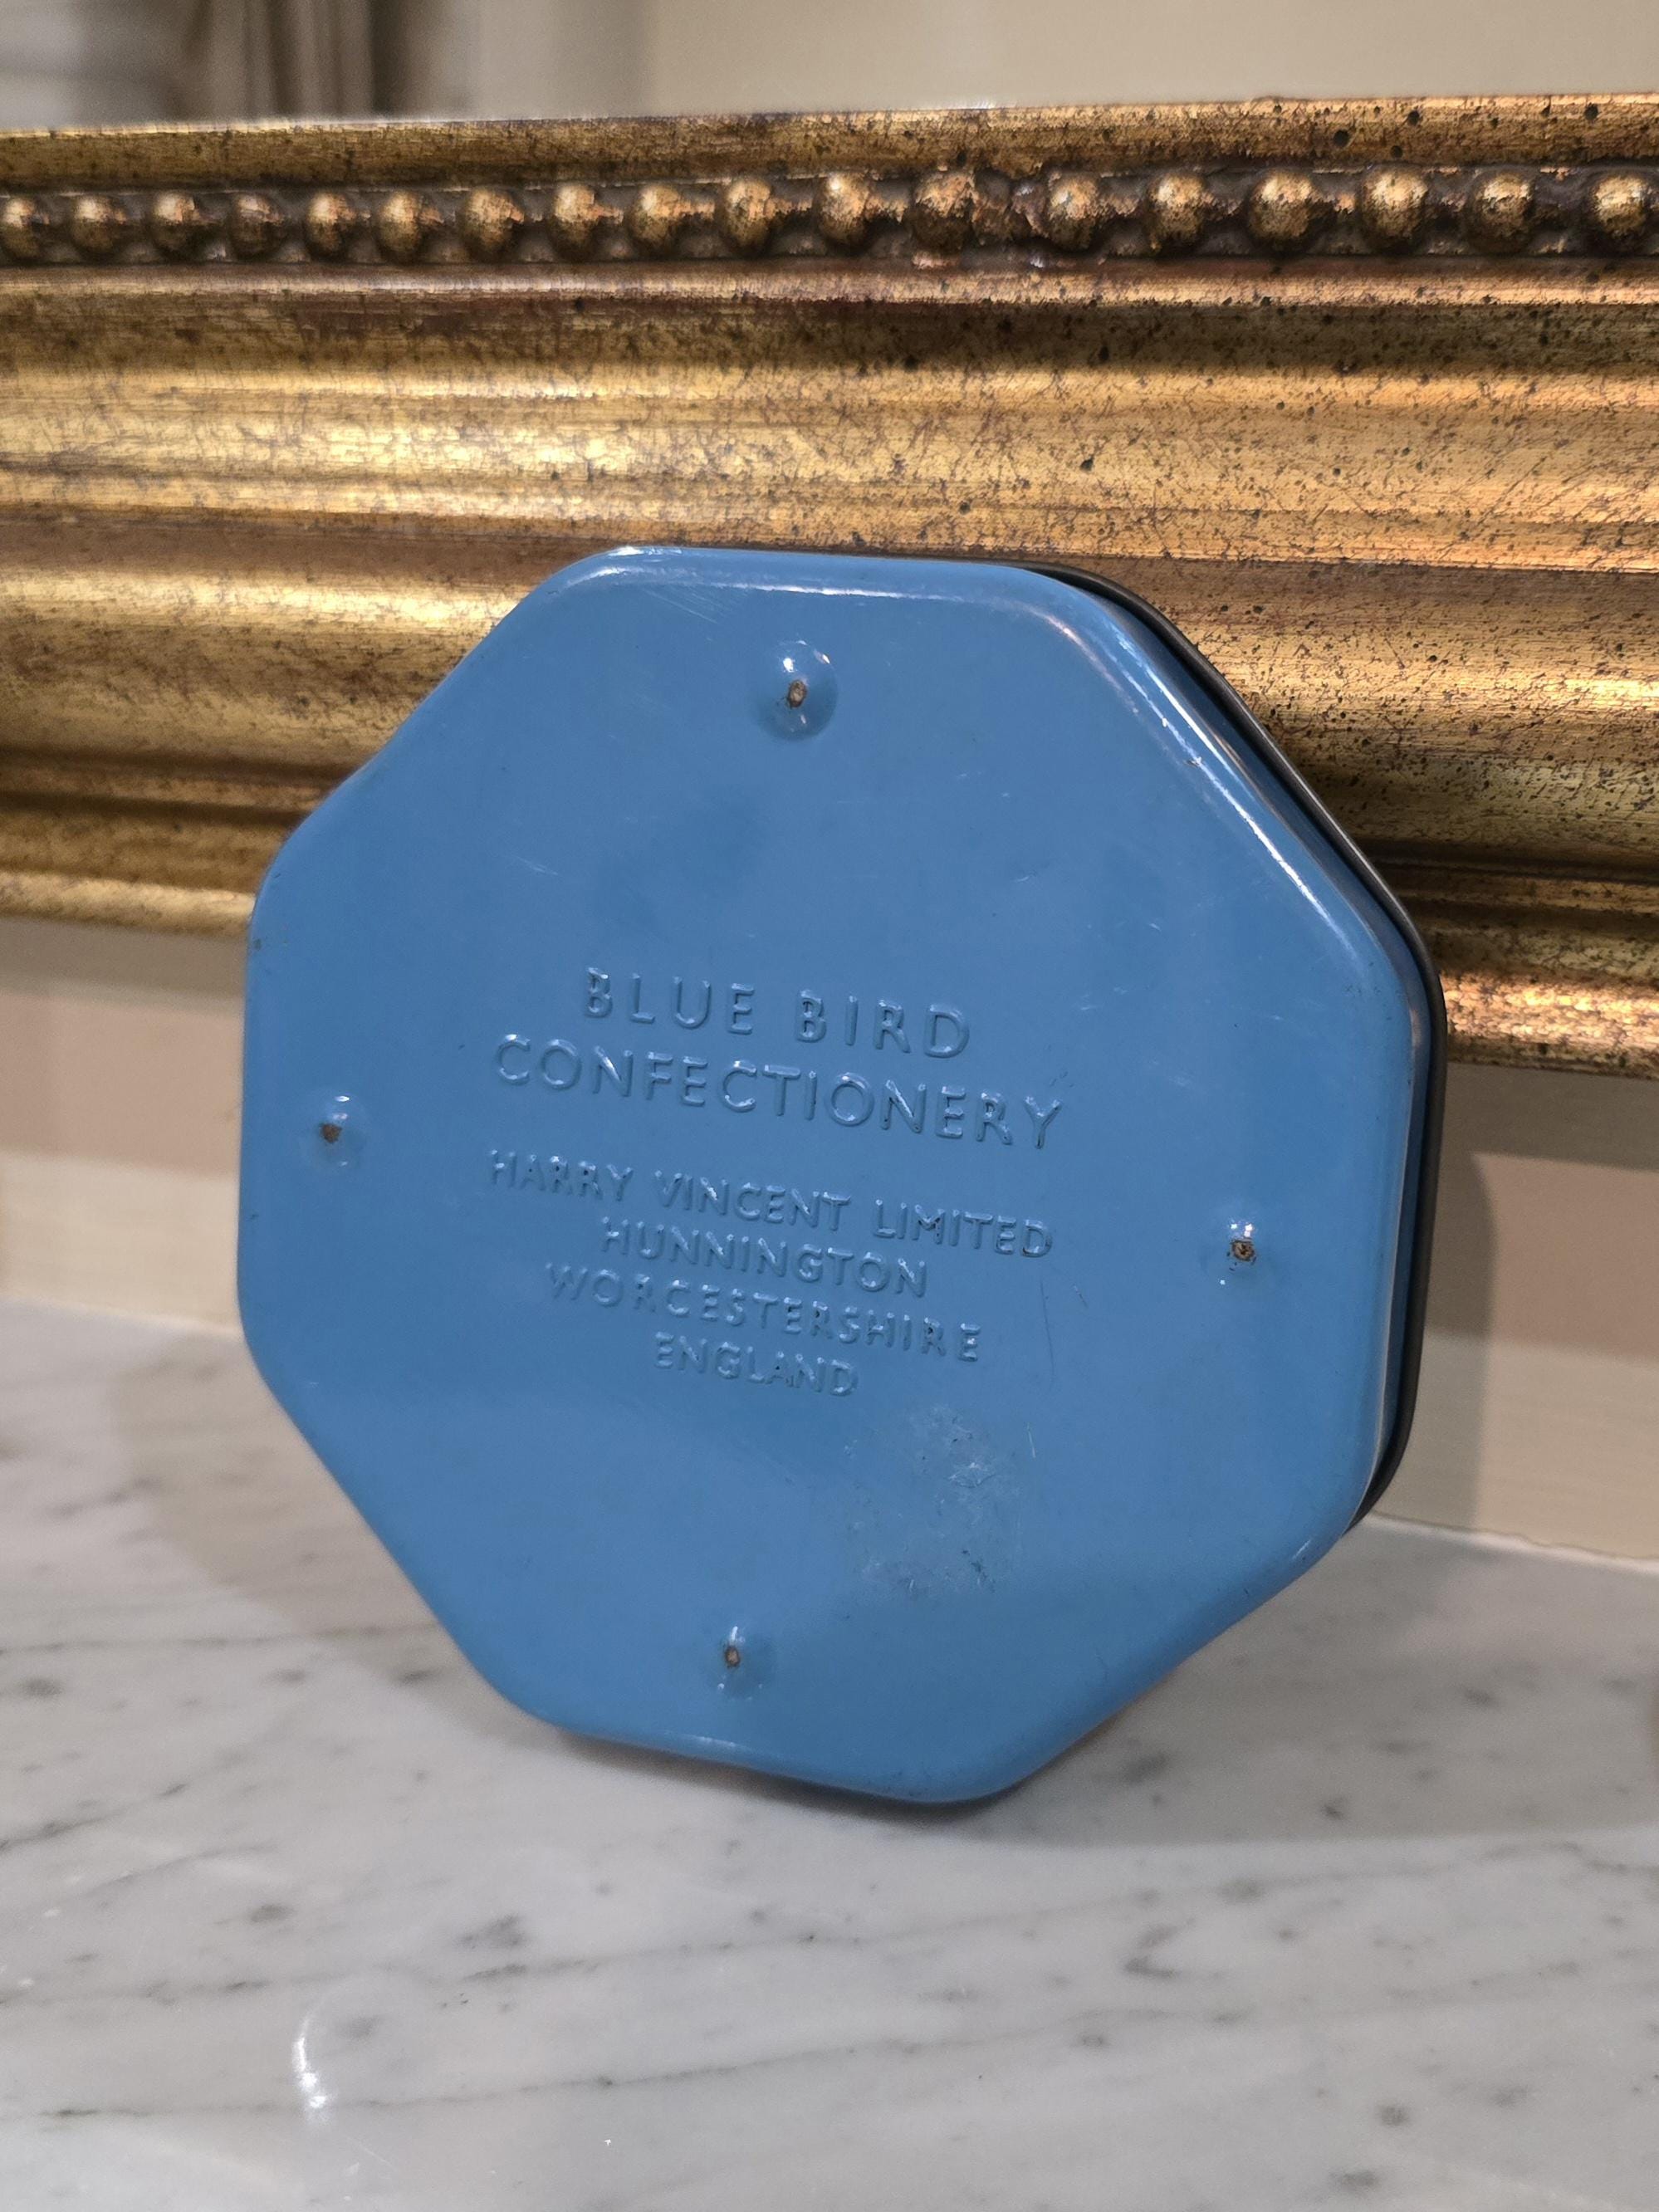 BLUE BIRD
CONFECTIONERY
HARRY VINCENT LIMITED
HUNNINGTON
WORCESTERSHIRE
ENGLAND